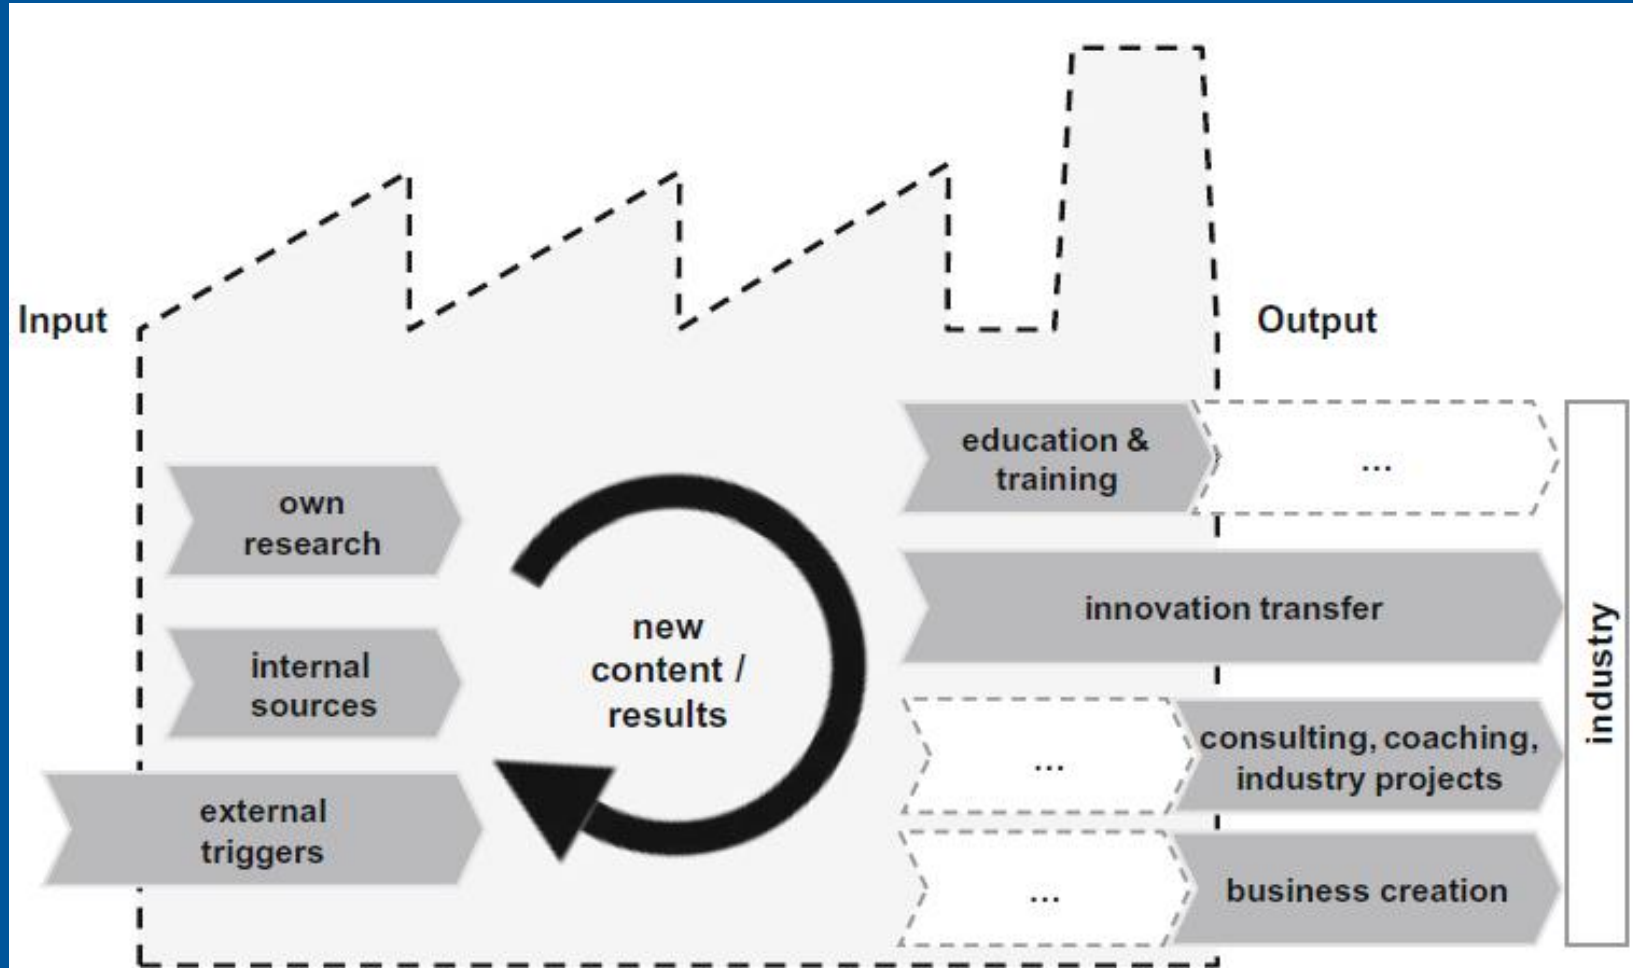 Input
Output
own
research
internal
sources
external
triggers
new
content /
results
education &
training
...
innovation transfer
...
consulting, coaching,
industry projects
...
business creation
industry